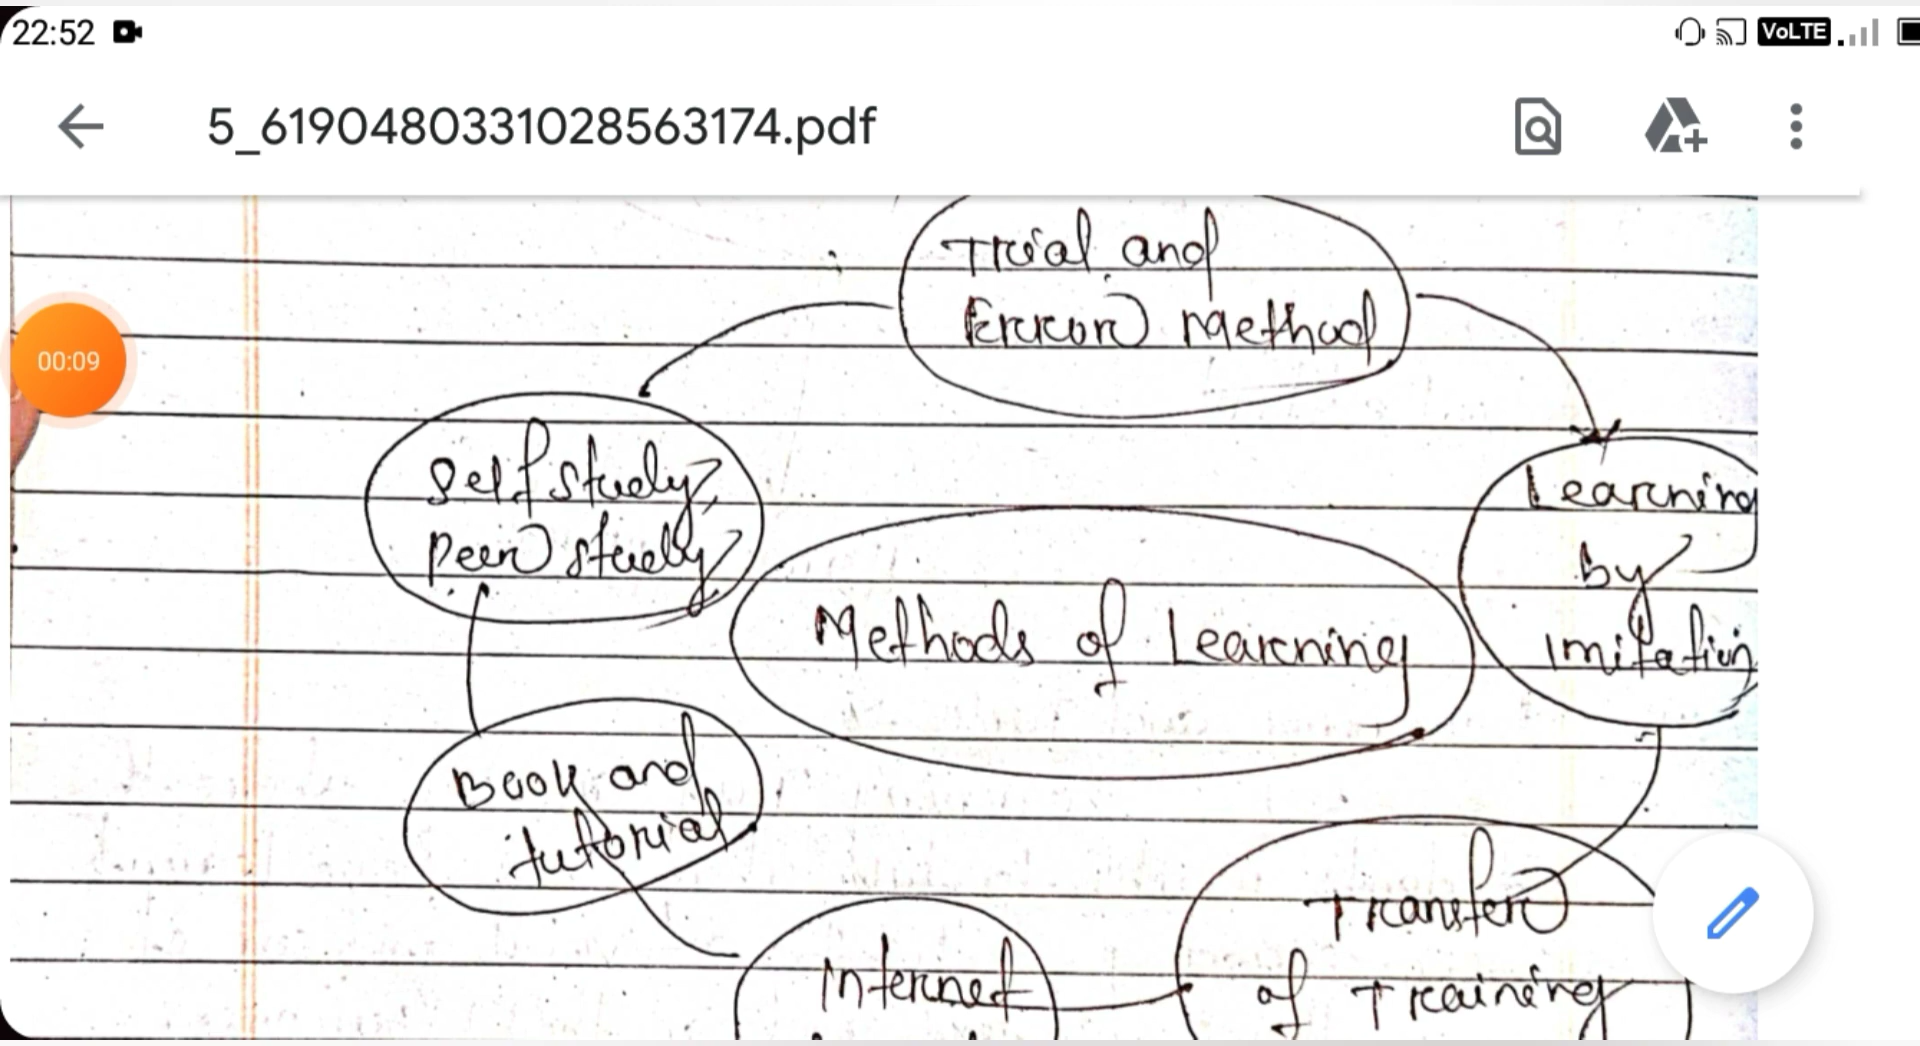 22:52
VoLTE
5_6190480331028563174.pdf
00:09
Trial and
Error Method
Self study,
Peer study
Learning
by
Imitation
Methods of Learning
Book and
tutorial
Transfer
of Training
Internet